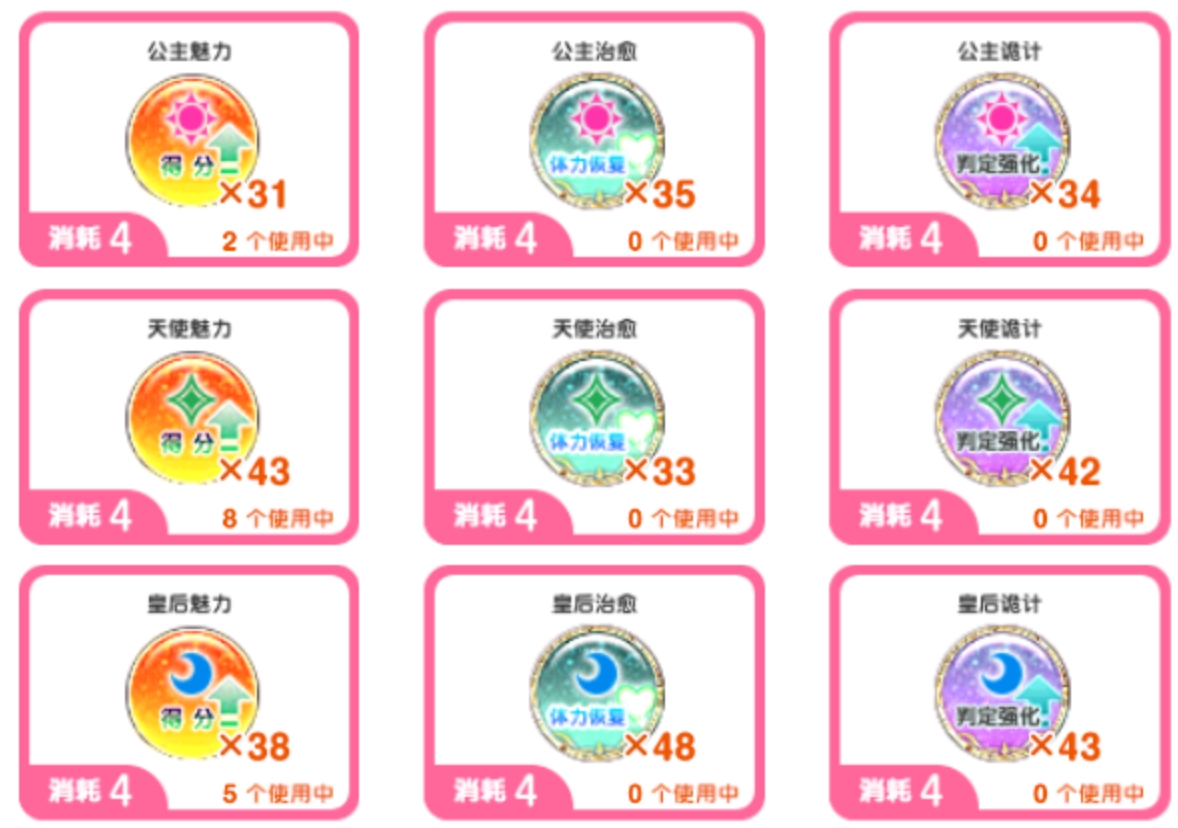 公主魅力
得分
×31
消耗 4
2 个使用中
公主治愈
体力恢复
×35
消耗 4
0 个使用中
公主诡计
判定强化
×34
消耗 4
0 个使用中
天使魅力
得分
×43
消耗 4
8 个使用中
天使治愈
体力恢复
×33
消耗 4
0 个使用中
天使诡计
判定强化
×42
消耗 4
0 个使用中
皇后魅力
得分
×38
消耗 4
5 个使用中
皇后治愈
体力恢复
×48
消耗 4
0 个使用中
皇后诡计
判定强化
×43
消耗 4
0 个使用中